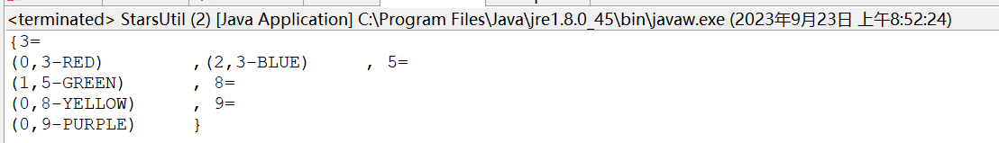 <terminated> StarsUtil (2) [Java Application] C:\Program Files\Java\jre1.8.0_45\bin\javaw.exe (2023年9月23日 上午8:52:24)
{3=
(0,3-RED)        ,(2,3-BLUE)     , 5=
(1,5-GREEN)      , 8=
(0,8-YELLOW)     , 9=
(0,9-PURPLE)     }